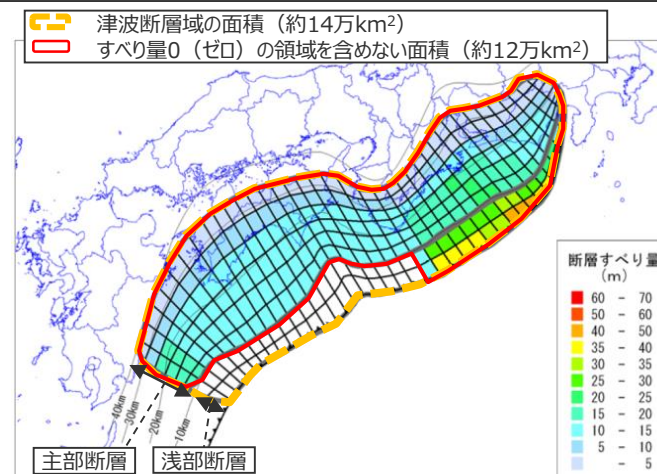 津波断層域の面積（約14万km²）
すべり量0（ゼロ）の領域を含めない面積（約12万km²）
断層すべり量
(m)
60 - 70
50 - 60
40 - 50
35 - 40
30 - 35
25 - 30
20 - 25
15 - 20
10 - 15
5 - 10
- 5
40km
30km
20km
10km
主部断層
浅部断層